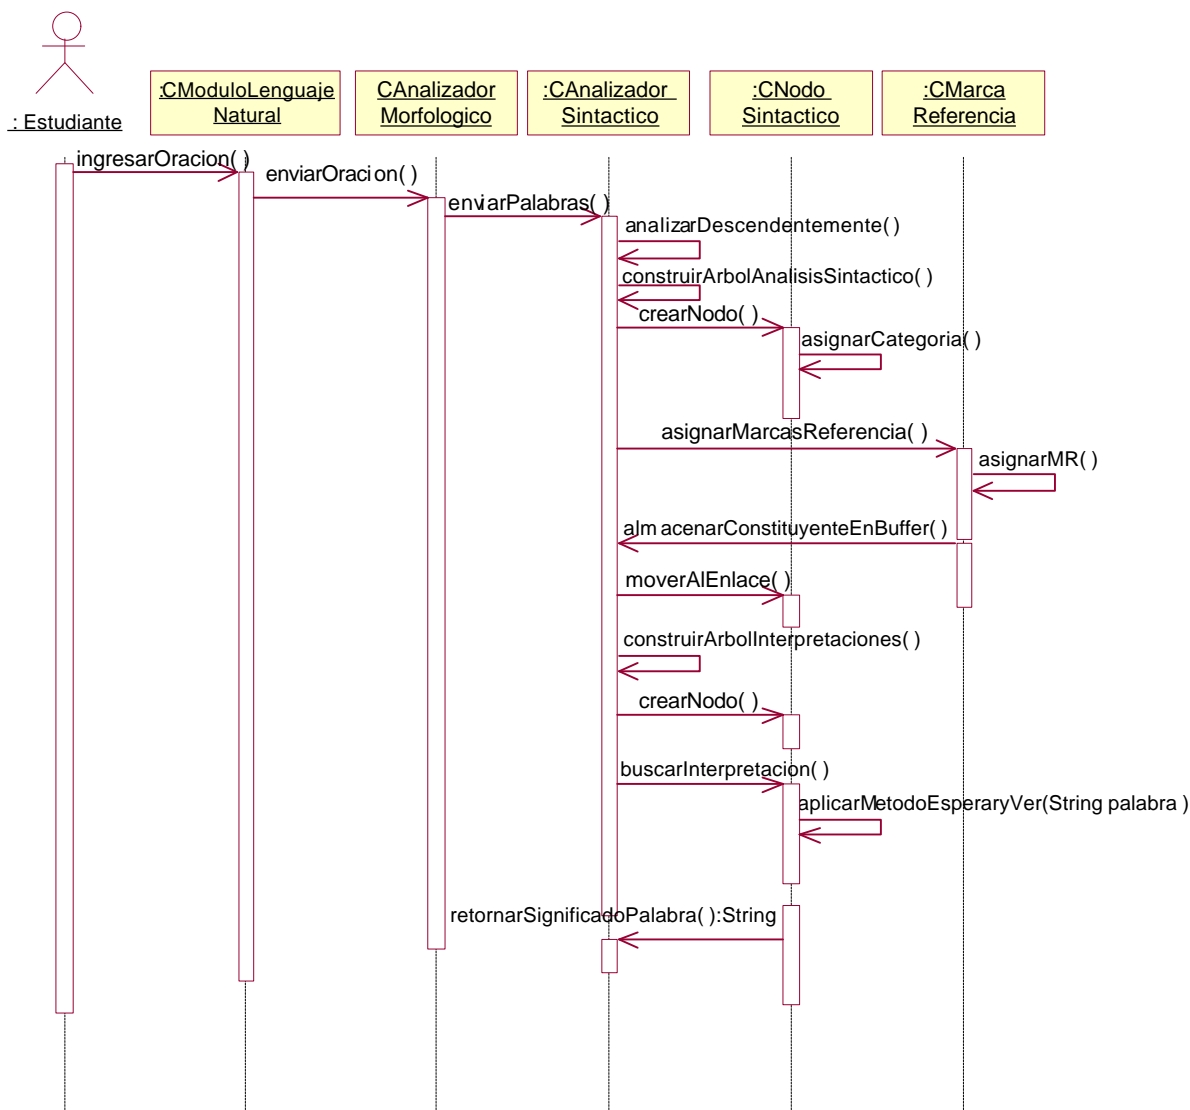 : Estudiante
:CModuloLenguaje
Natural
CAnalizador
Morfologico
:CAnalizador
Sintactico
:CNodo
Sintactico
:CMarca
Referencia
ingresarOracion( )
enviarOracion( )
enviarPalabras( )
analizarDescendentemente( )
construirArbolAnalisisSintactico( )
crearNodo( )
asignarCategoria( )
asignarMarcasReferencia( )
asignarMR( )
almacenarConstituyenteEnBuffer( )
moverAlEnlace( )
construirArbolInterpretaciones( )
crearNodo( )
buscarInterpretacion( )
aplicarMetodoEsperaryVer(String palabra )
retornarSignificadoPalabra( ):String